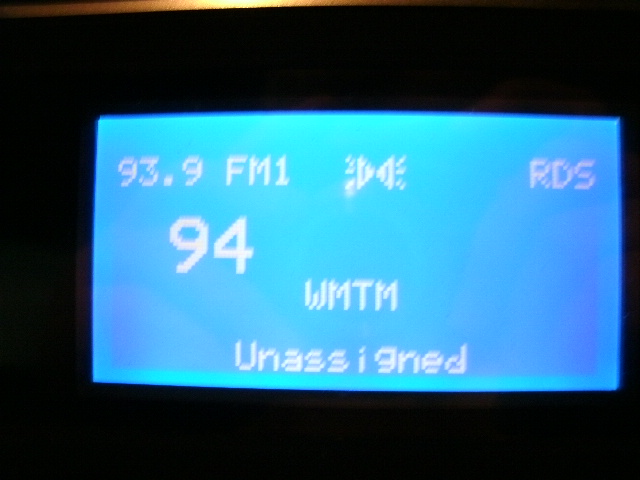 93.9 FM1 RDS
94
WMTM
Unassigned